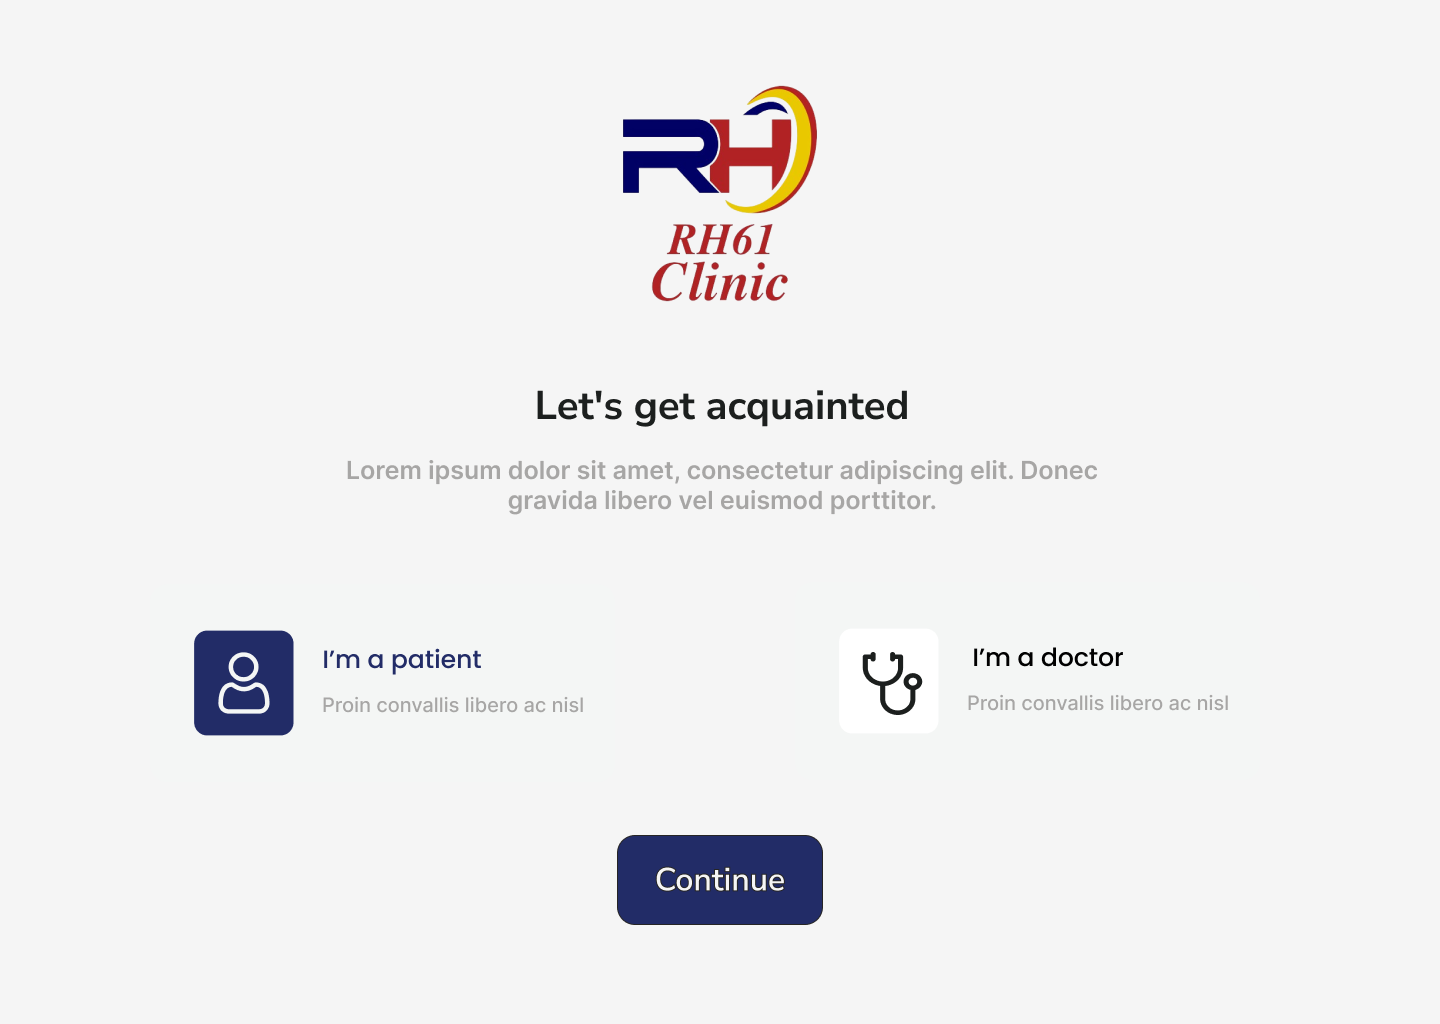 RH
RH61
Clinic
Let's get acquainted
Lorem ipsum dolor sit amet, consectetur adipiscing elit. Donec
gravida libero vel euismod porttitor.
I’m a patient
Proin convallis libero ac nisl
I’m a doctor
Proin convallis libero ac nisl
Continue